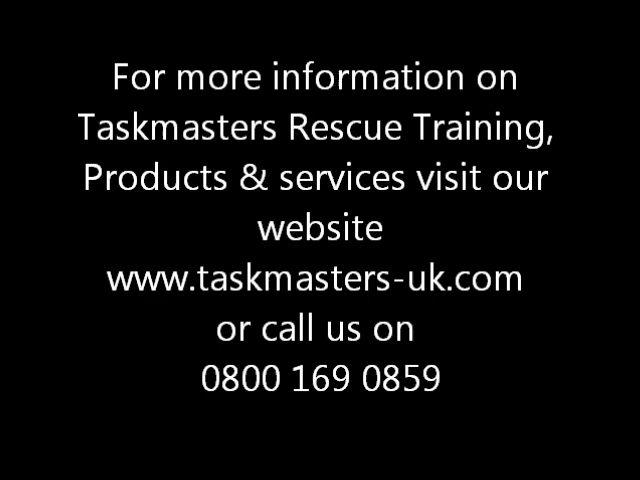 For more information on
Taskmasters Rescue Training,
Products & services visit our
website
www.taskmasters-uk.com
or call us on
0800 169 0859